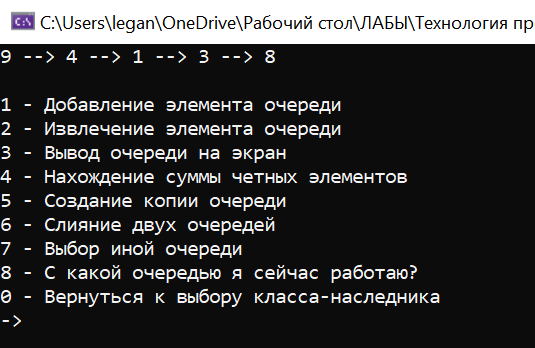 C:\Users\legan\OneDrive\Рабочий стол\ЛАБЫ\Технология пр
9 --> 4 --> 1 --> 3 --> 8
1 - Добавление элемента очереди
2 - Извлечение элемента очереди
3 - Вывод очереди на экран
4 - Нахождение суммы четных элементов
5 - Создание копии очереди
6 - Слияние двух очередей
7 - Выбор иной очереди
8 - С какой очередью я сейчас работаю?
0 - Вернуться к выбору класса-наследника
->